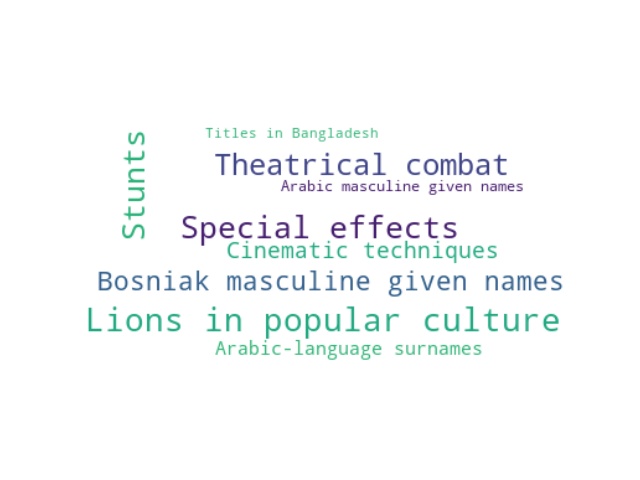 Titles in Bangladesh
Stunts
Theatrical combat
Arabic masculine given names
Special effects
Cinematic techniques
Bosniak masculine given names
Lions in popular culture
Arabic-language surnames